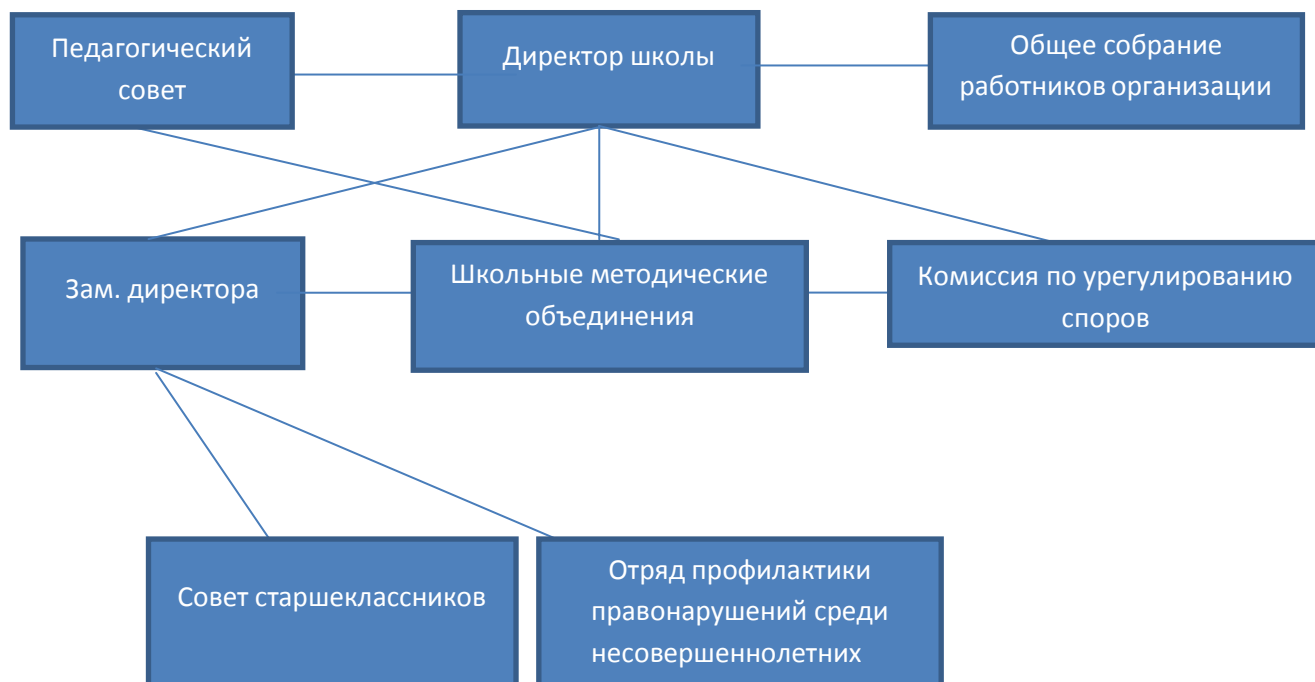 Педагогический
совет
Директор школы
Общее собрание
работников организации
Зам. директора
Школьные методические
объединения
Комиссия по урегулированию
споров
Совет старшеклассников
Отряд профилактики
правонарушений среди
несовершеннолетних